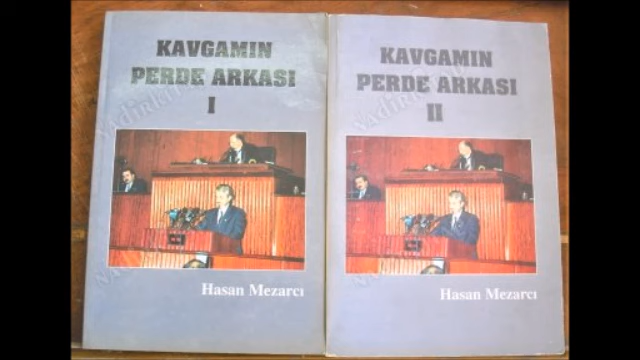 KAVGAMIN
PERDE ARKASI
I
Hasan Mezarcı
KAVGAMIN
PERDE ARKASI
II
Hasan Mezarcı